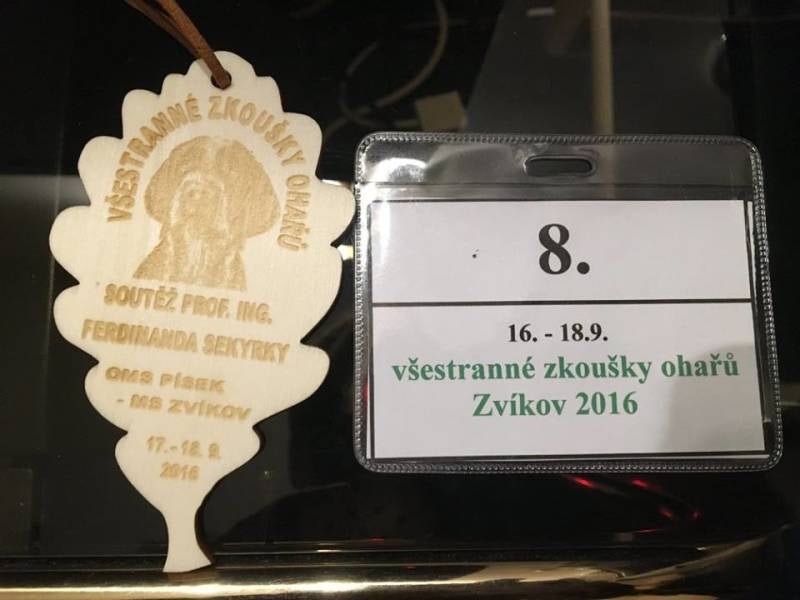 VŠESTRANNÉ ZKOUŠKY OHAŘŮ
SOUTĚŽ PROF. ING.
FERDINANDA SEKYRKY
OMS PÍSEK
- MS ZVÍKOV
17.-18. 9.
2016
8.
16. - 18.9.
všestranné zkoušky ohařů
Zvíkov 2016